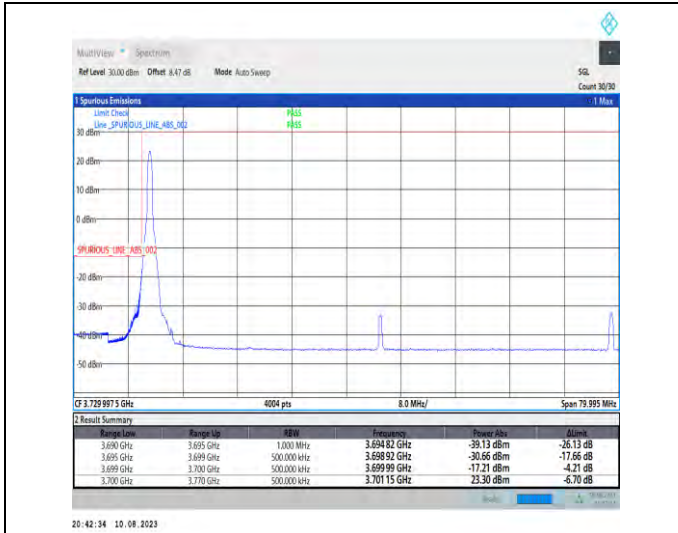 MultiView Spectrum
Ref Level 30.00 dBm Offset 8.47 dB Mode Auto Sweep SGL
Count 30/30
1 Spurious Emissions 1 Max
Limit Check PASS
Line _SPURIOUS_LINE_ABS_002 PASS
30 dBm
20 dBm
10 dBm
0 dBm
SPURIOUS_LINE_ABS_002
-20 dBm
-30 dBm
-40 dBm
-50 dBm
CF 3.729 997 5 GHz 4004 pts 8.0 MHz/ Span 79.995 MHz
2 Result Summary
Range Low Range Up RBW Frequency Power Abs ΔLimit
3.690 GHz 3.695 GHz 1.000 MHz 3.694 82 GHz -39.13 dBm -26.13 dB
3.695 GHz 3.699 GHz 500.000 kHz 3.698 92 GHz -30.66 dBm -17.66 dB
3.699 GHz 3.700 GHz 500.000 kHz 3.699 99 GHz -17.21 dBm -4.21 dB
3.700 GHz 3.770 GHz 500.000 kHz 3.701 15 GHz 23.30 dBm -6.70 dB
20:42:34 10.08.2023